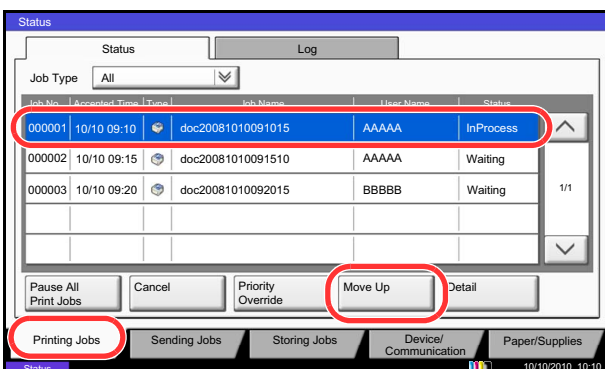 Status
Status Log
Job Type All
Job No. Accepted Time Type Job Name User Name Status
000001 10/10 09:10 doc20081010091015 AAAAA InProcess
000002 10/10 09:15 doc20081010091510 AAAAA Waiting
000003 10/10 09:20 doc20081010092015 BBBBB Waiting
1/1
Pause All Print Jobs Cancel Priority Override Move Up Detail
Printing Jobs Sending Jobs Storing Jobs Device/ Communication Paper/Supplies
Status 10/10/2010 10:10